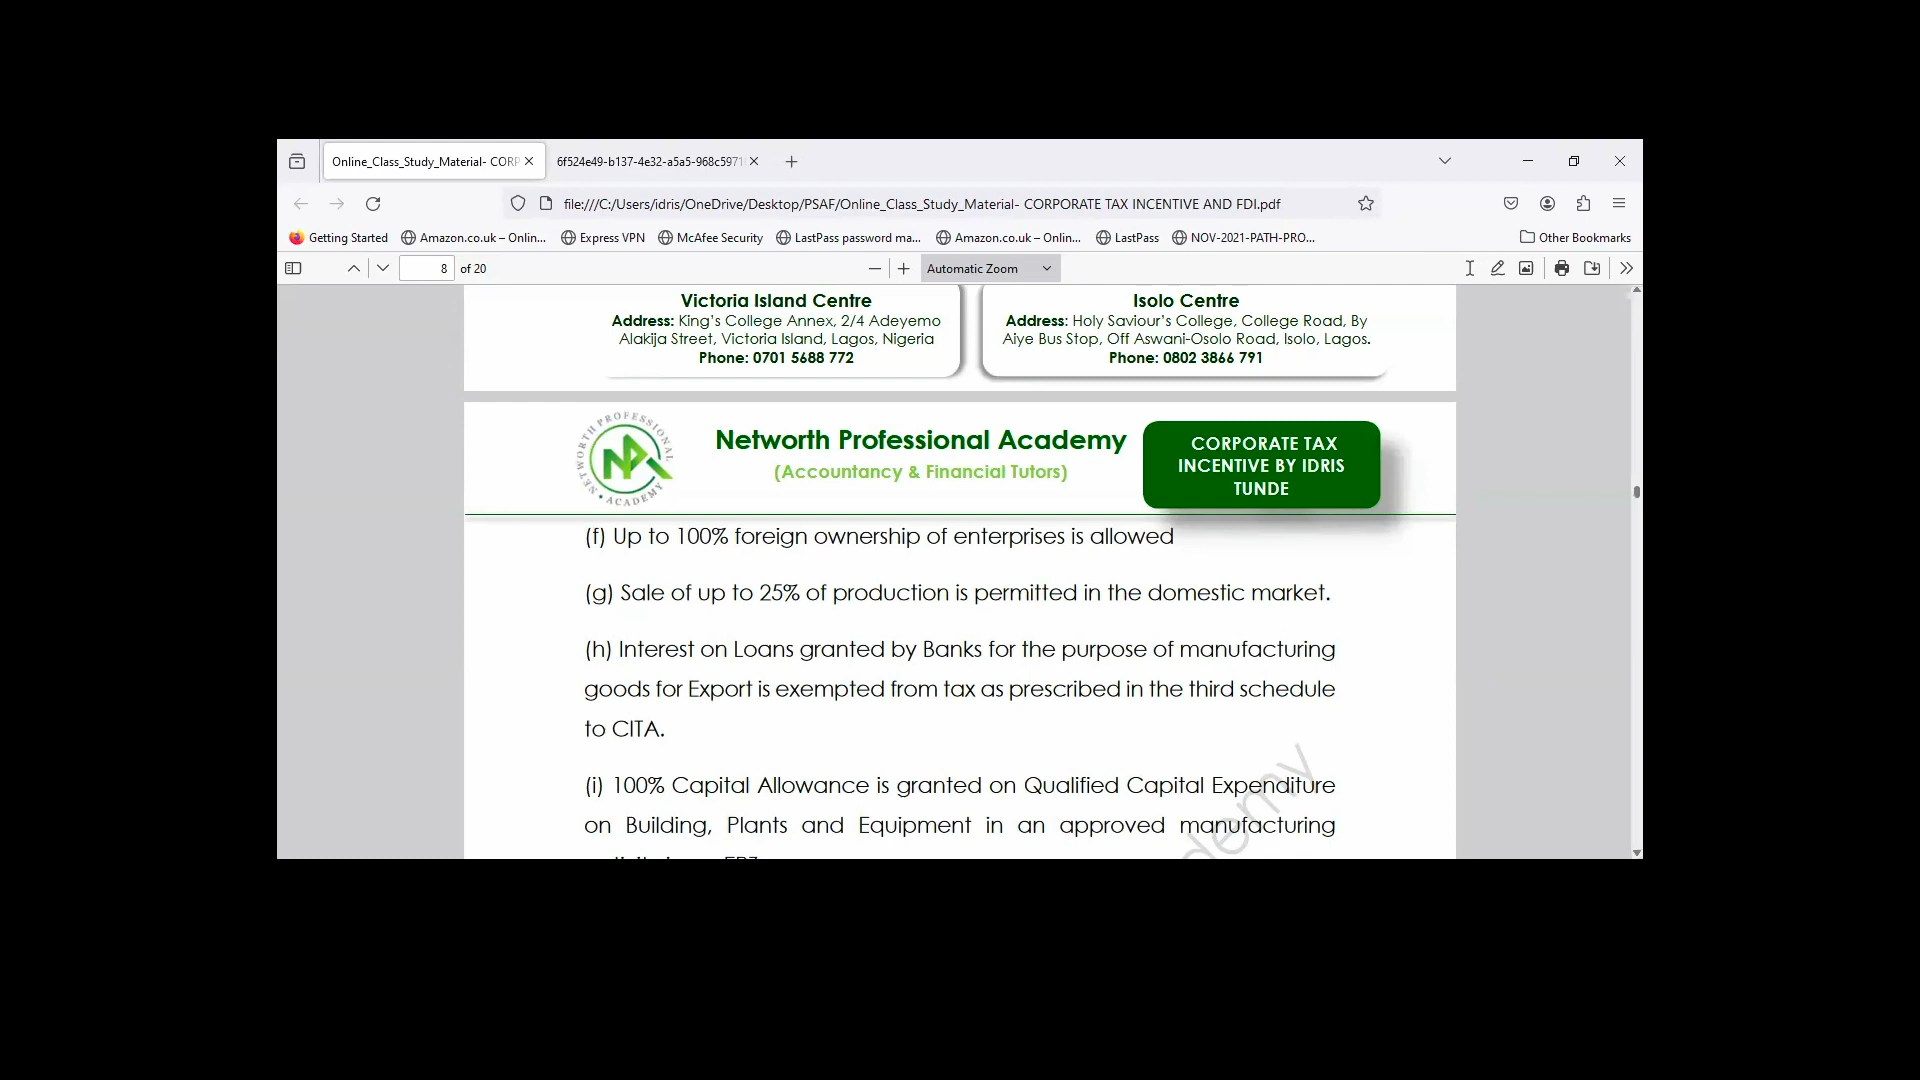 Online_Class_Study_Material- CORP
6f524e49-b137-4e32-a5a5-968c5971
file:///C:/Users/idris/OneDrive/Desktop/PSAF/Online_Class_Study_Material- CORPORATE TAX INCENTIVE AND FDI.pdf
Getting Started
Amazon.co.uk – Onlin...
Express VPN
McAfee Security
LastPass password ma...
Amazon.co.uk – Onlin...
LastPass
NOV-2021-PATH-PRO...
Other Bookmarks
8 of 20
Automatic Zoom
Victoria Island Centre
Address: King's College Annex, 2/4 Adeyemo
Alakija Street, Victoria Island, Lagos, Nigeria
Phone: 0701 5688 772
Isolo Centre
Address: Holy Saviour's College, College Road, By
Aiye Bus Stop, Off Aswani-Osolo Road, Isolo, Lagos.
Phone: 0802 3866 791
NETWORTH PROFESSIONAL
ACADEMY
Networth Professional Academy
(Accountancy & Financial Tutors)
CORPORATE TAX
INCENTIVE BY IDRIS
TUNDE
(f) Up to 100% foreign ownership of enterprises is allowed
(g) Sale of up to 25% of production is permitted in the domestic market.
(h) Interest on Loans granted by Banks for the purpose of manufacturing
goods for Export is exempted from tax as prescribed in the third schedule
to CITA.
(i) 100% Capital Allowance is granted on Qualified Capital Expenditure
on Building, Plants and Equipment in an approved manufacturing